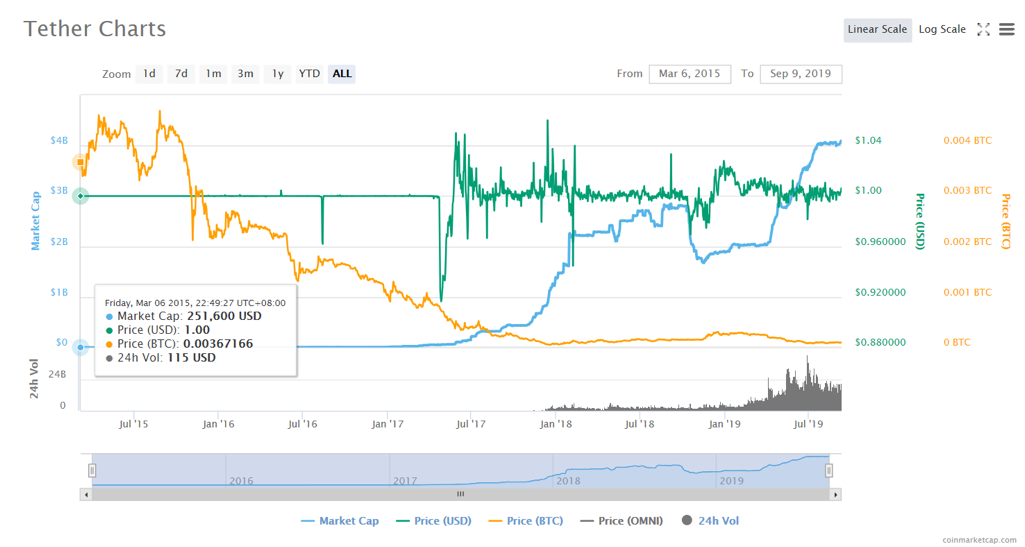 Tether Charts
Linear Scale Log Scale
Zoom 1d 7d 1m 3m 1y YTD ALL
From Mar 6, 2015 To Sep 9, 2019
$4B $1.04 0.004 BTC
$3B $1.00 0.003 BTC
$2B $0.960000 0.002 BTC
$1B $0.920000 0.001 BTC
$0 $0.880000 0 BTC
Market Cap
Price (USD)
Price (BTC)
Friday, Mar 06 2015, 22:49:27 UTC+08:00
Market Cap: 251,600 USD
Price (USD): 1.00
Price (BTC): 0.00367166
24h Vol: 115 USD
24h Vol
24B
0
Jul '15 Jan '16 Jul '16 Jan '17 Jul '17 Jan '18 Jul '18 Jan '19 Jul '19
2016 2017 2018 2019
Market Cap Price (USD) Price (BTC) Price (OMNI) 24h Vol
coinmarketcap.com